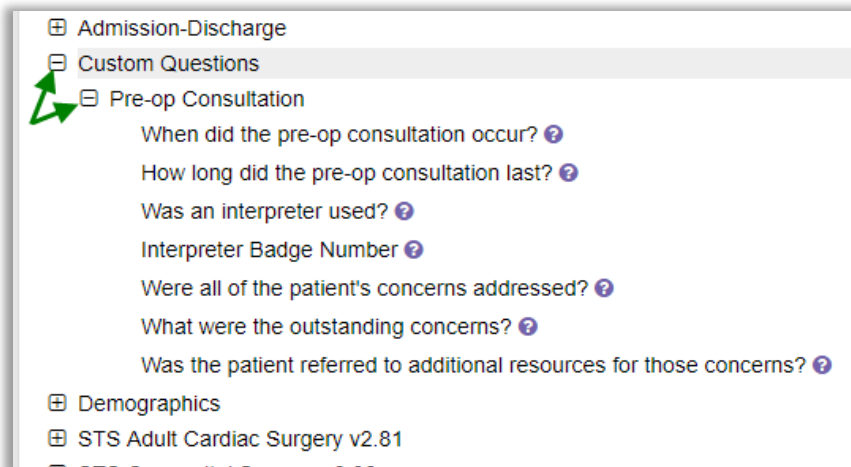 Admission-Discharge
Custom Questions
Pre-op Consultation
When did the pre-op consultation occur?
How long did the pre-op consultation last?
Was an interpreter used?
Interpreter Badge Number
Were all of the patient's concerns addressed?
What were the outstanding concerns?
Was the patient referred to additional resources for those concerns?
Demographics
STS Adult Cardiac Surgery v2.81